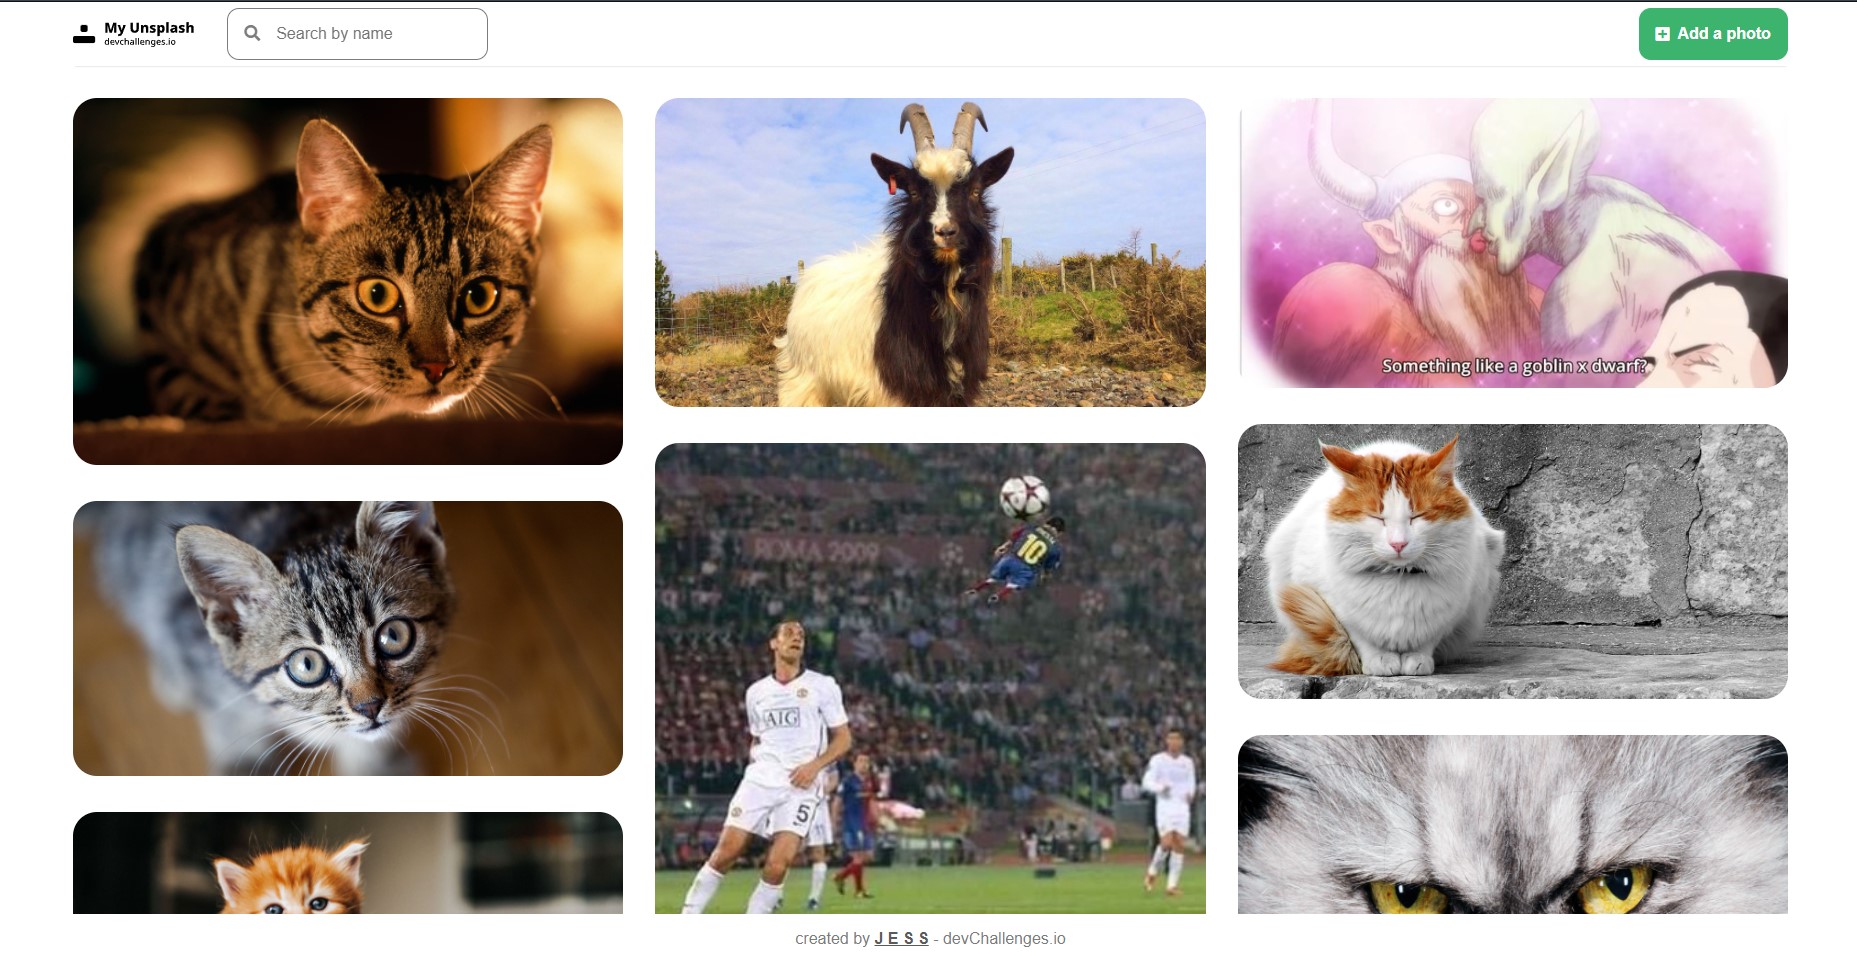 My Unsplash
devchallenges.io
Search by name
Add a photo
Something like a goblin x dwarf?
ROMA 2009
10
AIG
5
created by J E S S - devChallenges.io